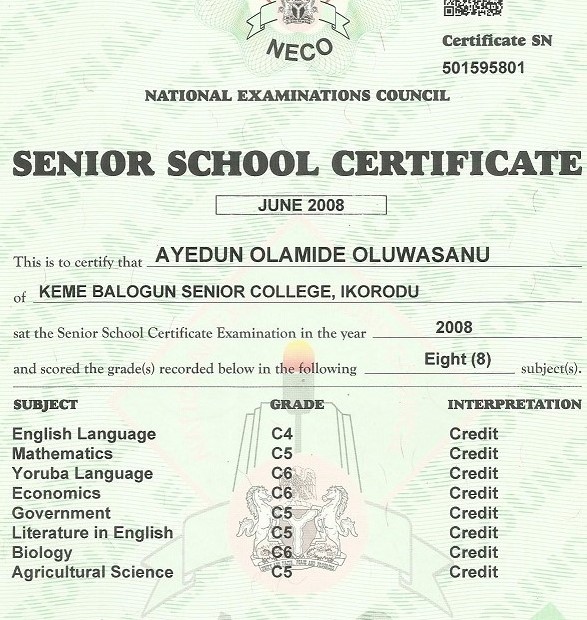 NECO
Certificate SN
501595801
NATIONAL EXAMINATIONS COUNCIL
SENIOR SCHOOL CERTIFICATE
JUNE 2008
This is to certify that AYEDUN OLAMIDE OLUWASANU
of KEME BALOGUN SENIOR COLLEGE, IKORODU
sat the Senior School Certificate Examination in the year 2008
and scored the grade(s) recorded below in the following Eight (8) subject(s).
SUBJECT GRADE INTERPRETATION
English Language C4 Credit
Mathematics C5 Credit
Yoruba Language C6 Credit
Economics C6 Credit
Government C5 Credit
Literature in English C5 Credit
Biology C6 Credit
Agricultural Science C5 Credit